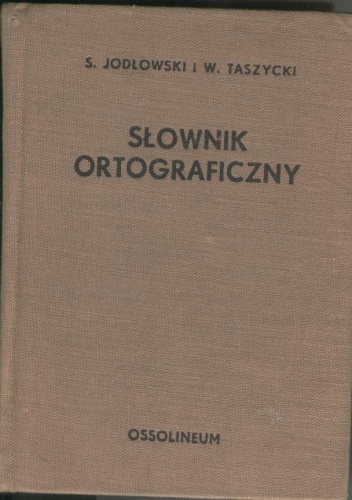 S. JODŁOWSKI I W. TASZYCKI
SŁOWNIK
ORTOGRAFICZNY
OSSOLINEUM